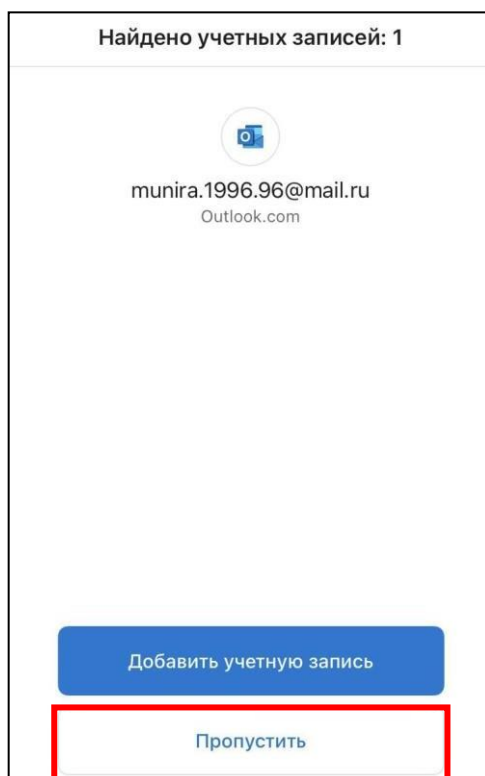 Найдено учетных записей: 1
munira.1996.96@mail.ru
Outlook.com
Добавить учетную запись
Пропустить